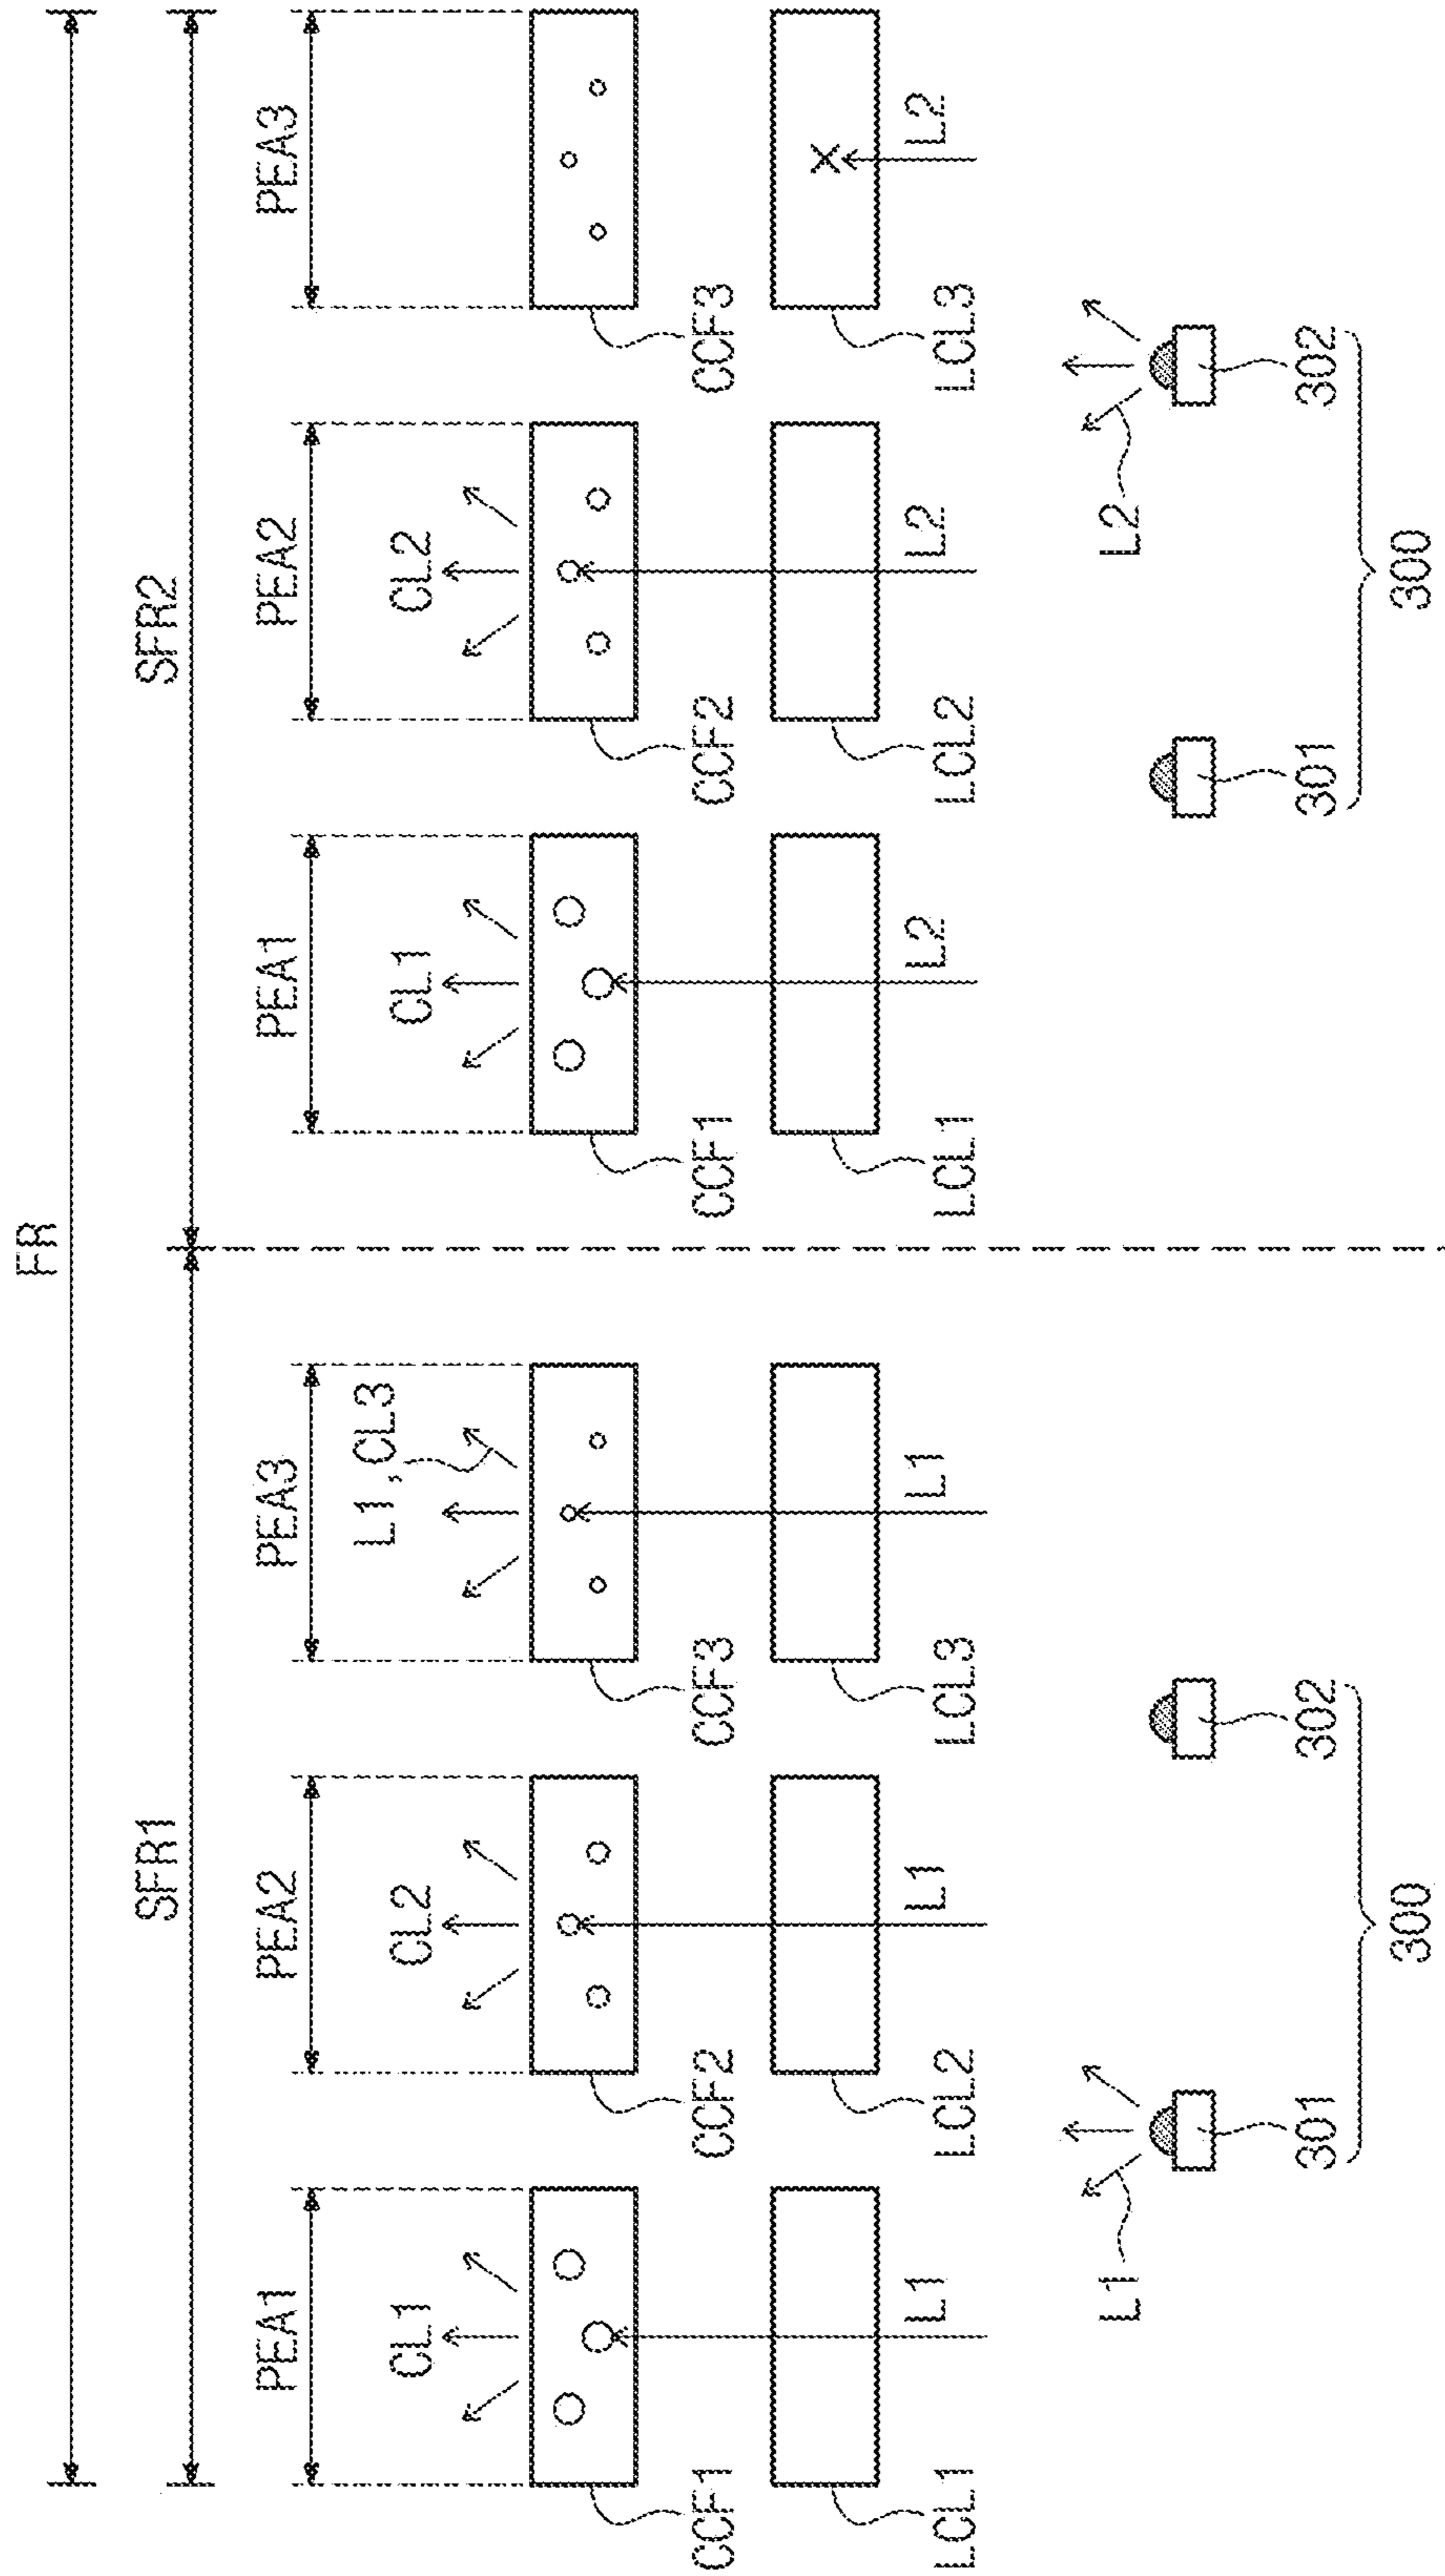 FR
SFR1 SFR2
PEA1 PEA2 PEA3 PEA1 PEA2 PEA3
L1,CL3
CL1 CL2 CL1 CL2
CCF1 CCF2 CCF3 CCF1 CCF2 CCF3
L1 L1 L1 L2 L2 L2
LCL1 LCL2 LCL3 LCL1 LCL2 LCL3
L1 L2
301 302 301 302
300 300